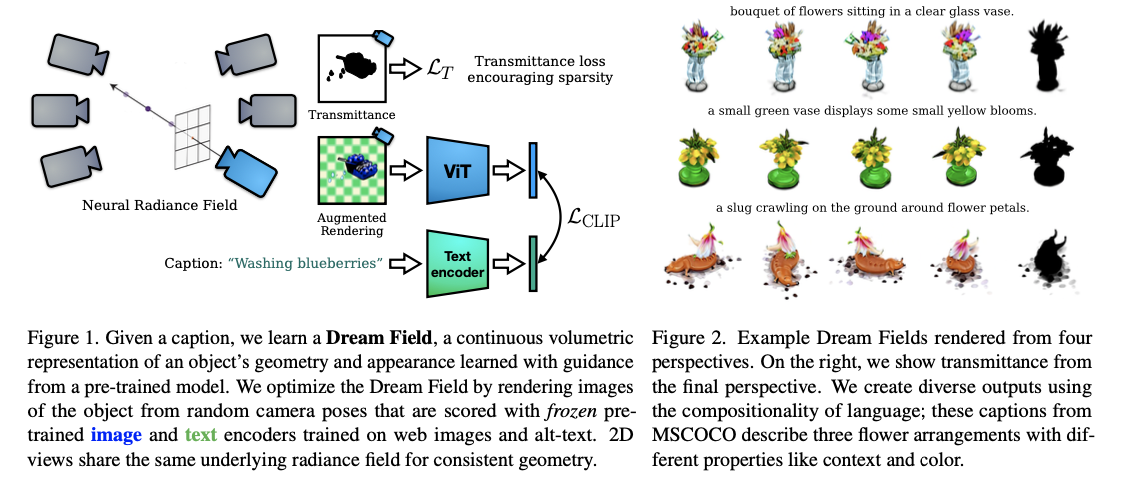 Neural Radiance Field
Transmittance
ℒT
Transmittance loss
encouraging sparsity
Augmented
Rendering
ViT
ℒCLIP
Caption: “Washing blueberries”
Text
encoder
Figure 1. Given a caption, we learn a Dream Field, a continuous volumetric
representation of an object’s geometry and appearance learned with guidance
from a pre-trained model. We optimize the Dream Field by rendering images
of the object from random camera poses that are scored with frozen pre-
trained image and text encoders trained on web images and alt-text. 2D
views share the same underlying radiance field for consistent geometry.
bouquet of flowers sitting in a clear glass vase.
a small green vase displays some small yellow blooms.
a slug crawling on the ground around flower petals.
Figure 2. Example Dream Fields rendered from four
perspectives. On the right, we show transmittance from
the final perspective. We create diverse outputs using
the compositionality of language; these captions from
MSCOCO describe three flower arrangements with dif-
ferent properties like context and color.